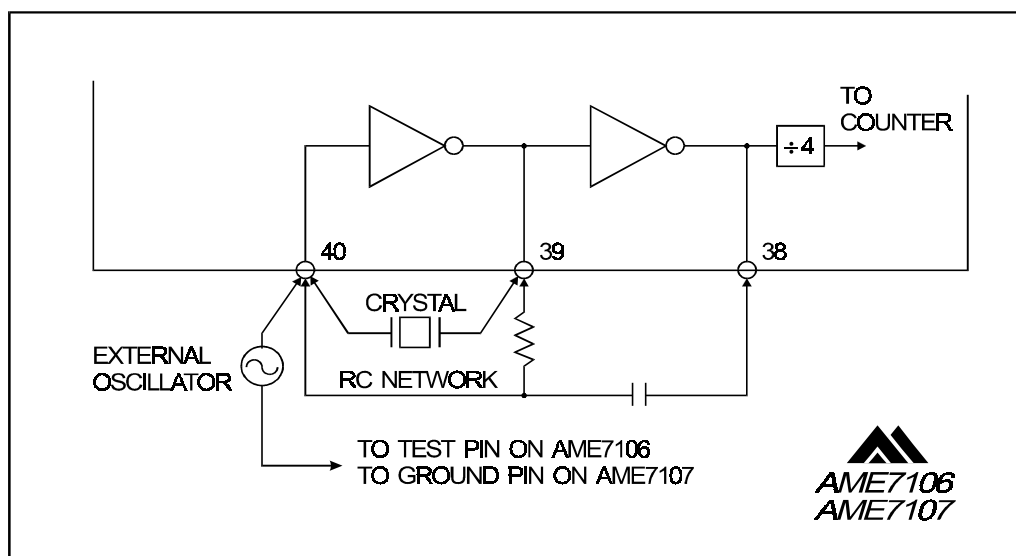 TO
COUNTER
÷4
40
39
38
CRYSTAL
EXTERNAL
OSCILLATOR
RC NETWORK
TO TEST PIN ON AME7106
TO GROUND PIN ON AME7107
AME7106
AME7107